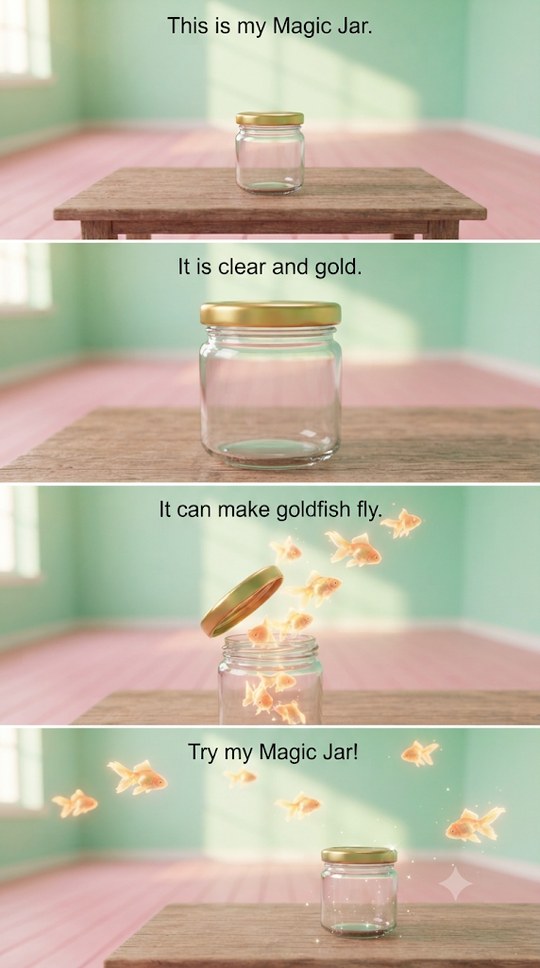 This is my Magic Jar.
It is clear and gold.
It can make goldfish fly.
Try my Magic Jar!